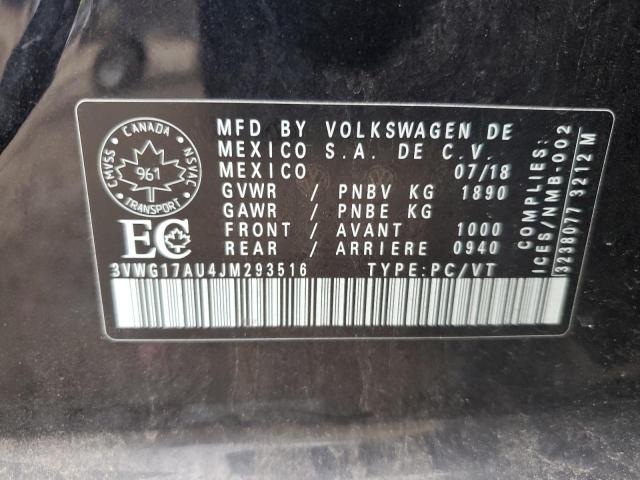 CANADA
CMVSS
NSVAC
961
TRANSPORT
EC
MFD BY VOLKSWAGEN DE
MEXICO S.A. DE C.V.
MEXICO 07/18
GVWR / PNBV KG 1890
GAWR / PNBE KG
FRONT / AVANT 1000
REAR / ARRIERE 0940
3VWG17AU4JM293516 TYPE:PC/VT
COMPLIES:
ICES/NMB-002
3238077 3212 M